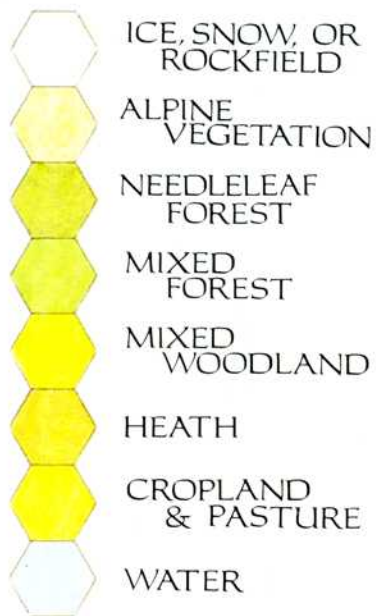 ICE, SNOW, OR
ROCKFIELD
ALPINE
VEGETATION
NEEDLELEAF
FOREST
MIXED
FOREST
MIXED
WOODLAND
HEATH
CROPLAND
& PASTURE
WATER